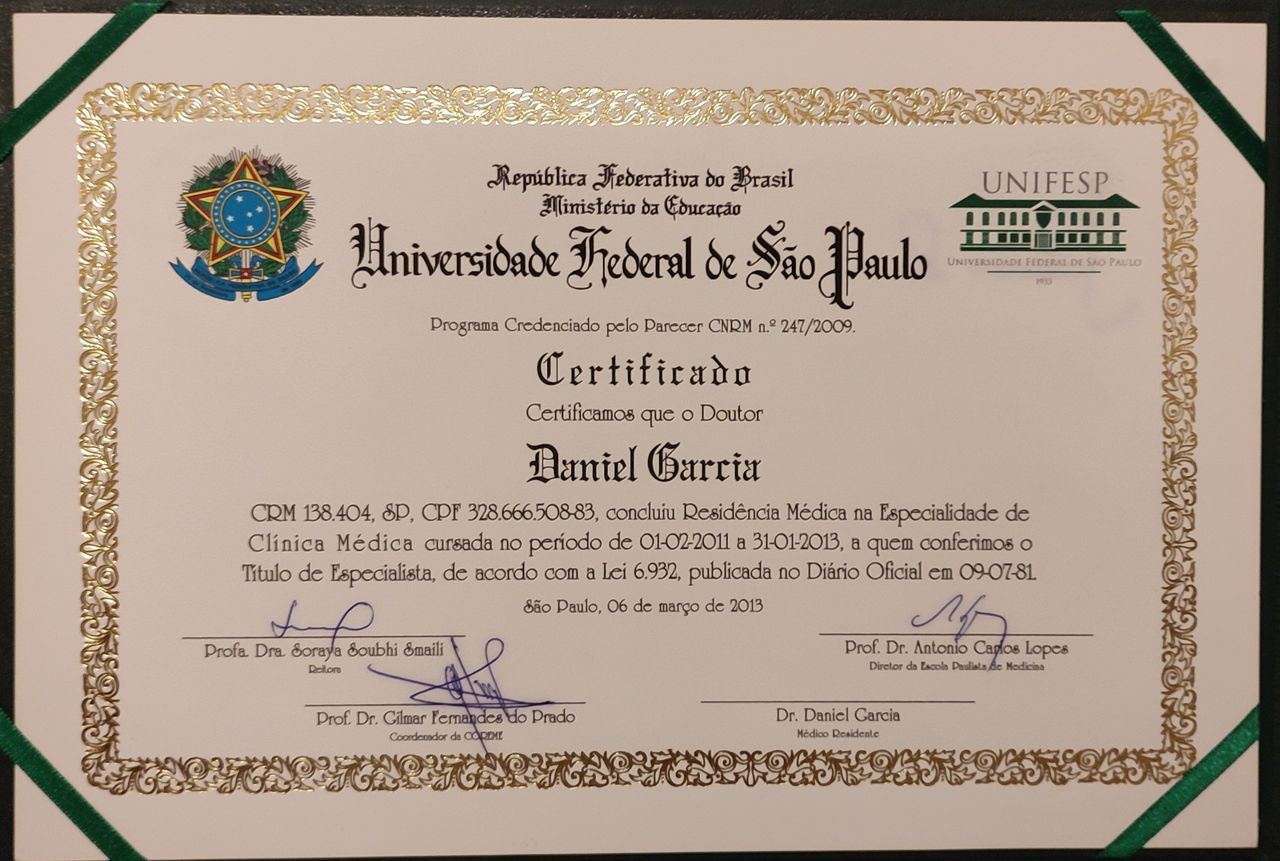 República Federativa do Brasil
Ministério da Educação
Universidade Federal de São Paulo
UNIFESP
UNIVERSIDADE FEDERAL DE SÃO PAULO
1933
Programa Credenciado pelo Parecer CNRM n.º 247/2009.
Certificado
Certificamos que o Doutor
Daniel Garcia
CRM 138.404, SP, CPF 328.666.508-83, concluiu Residência Médica na Especialidade de
Clínica Médica cursada no período de 01-02-2011 a 31-01-2013, a quem conferimos o
Título de Especialista, de acordo com a Lei 6.932, publicada no Diário Oficial em 09-07-81.
São Paulo, 06 de março de 2013
Profa. Dra. Soraya Soubhi Smaili
Reitora
Prof. Dr. Antonio Carlos Lopes
Diretor da Escola Paulista de Medicina
Prof. Dr. Gilmar Fernandes do Prado
Coordenador da COREME
Dr. Daniel Garcia
Médico Residente